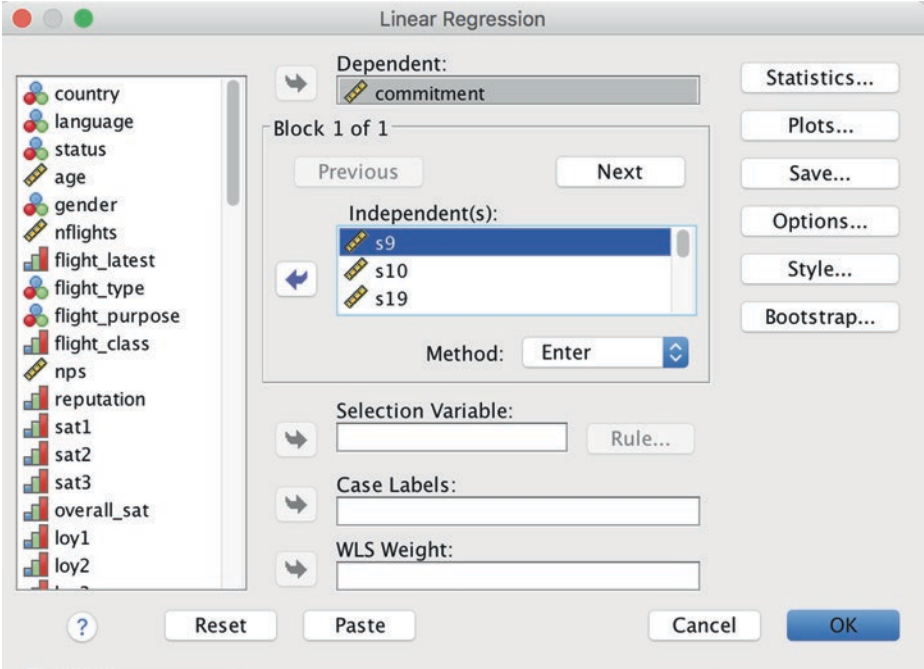 Linear Regression
country
language
status
age
gender
nflights
flight_latest
flight_type
flight_purpose
flight_class
nps
reputation
sat1
sat2
sat3
overall_sat
loy1
loy2
Dependent:
commitment
Block 1 of 1
Previous
Next
Independent(s):
s9
s10
s19
Method:
Enter
Selection Variable:
Rule...
Case Labels:
WLS Weight:
Statistics...
Plots...
Save...
Options...
Style...
Bootstrap...
?
Reset
Paste
Cancel
OK